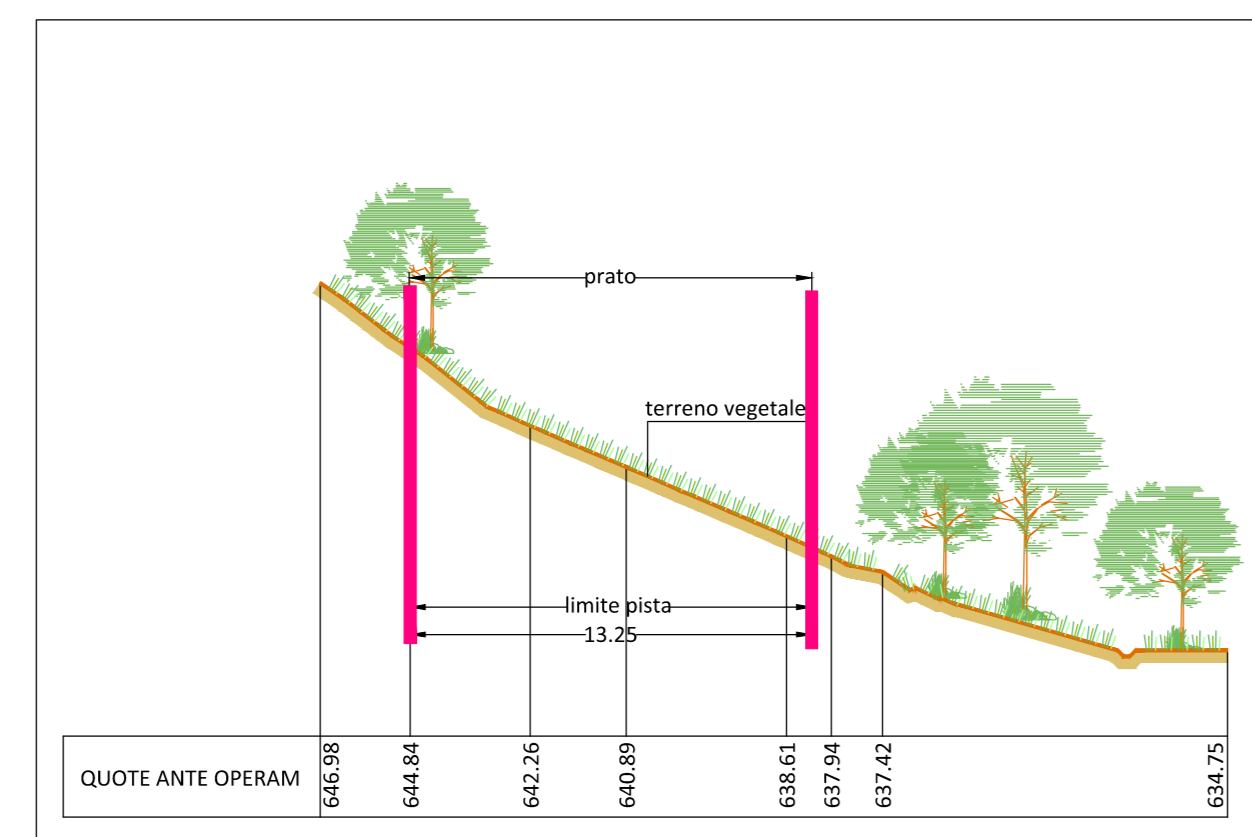 prato
terreno vegetale
limite pista
13.25
QUOTE ANTE OPERAM
646.98
644.84
642.26
640.89
638.61
637.94
637.42
634.75